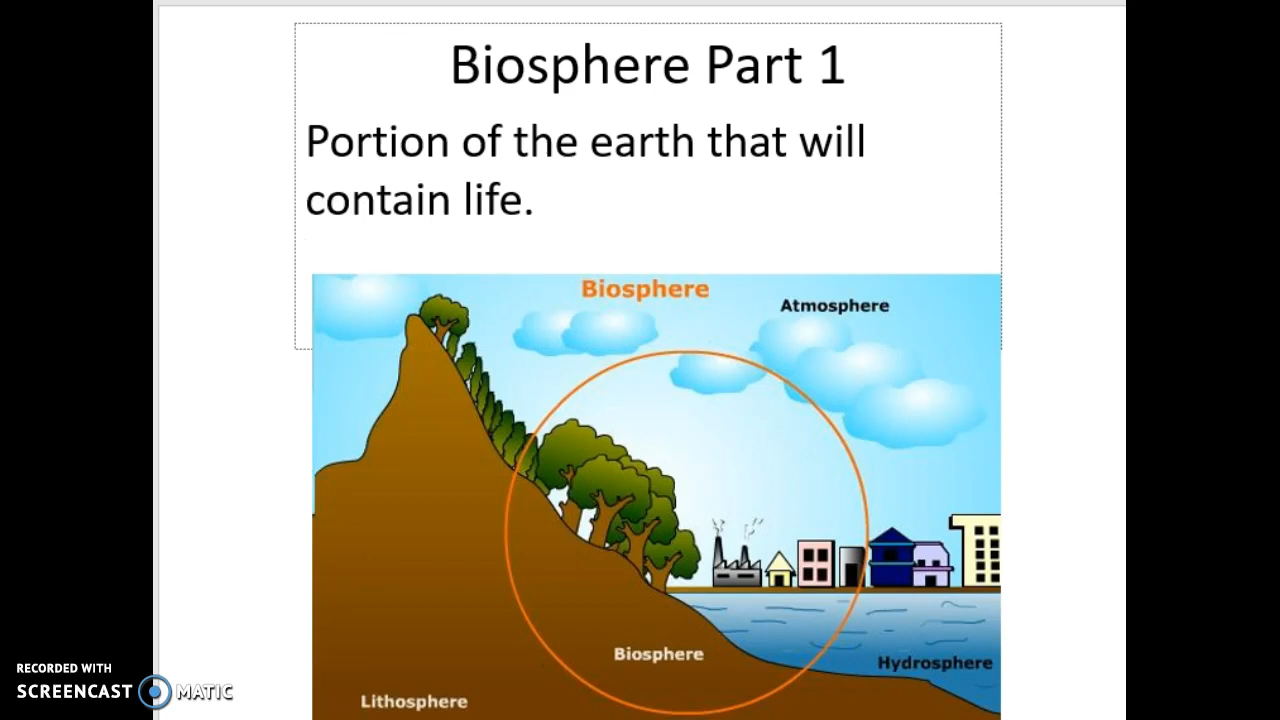 Biosphere Part 1
Portion of the earth that will
contain life.
Biosphere
Atmosphere
Biosphere
Hydrosphere
Lithosphere
RECORDED WITH
SCREENCAST MATIC